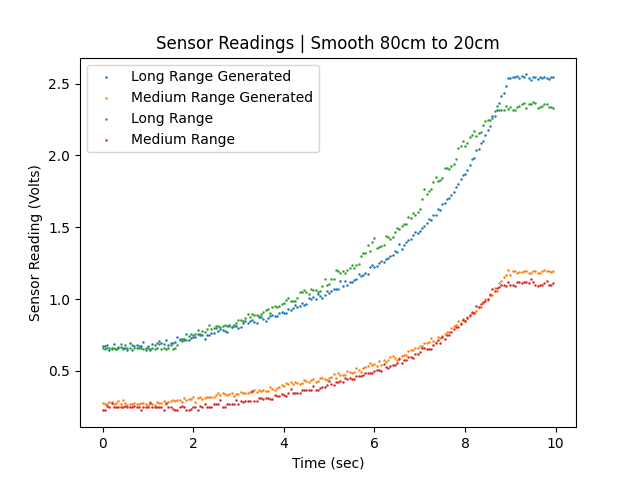 Sensor Readings | Smooth 80cm to 20cm
Long Range Generated
Medium Range Generated
Long Range
Medium Range
Sensor Reading (Volts)
2.5
2.0
1.5
1.0
0.5
0 2 4 6 8 10
Time (sec)